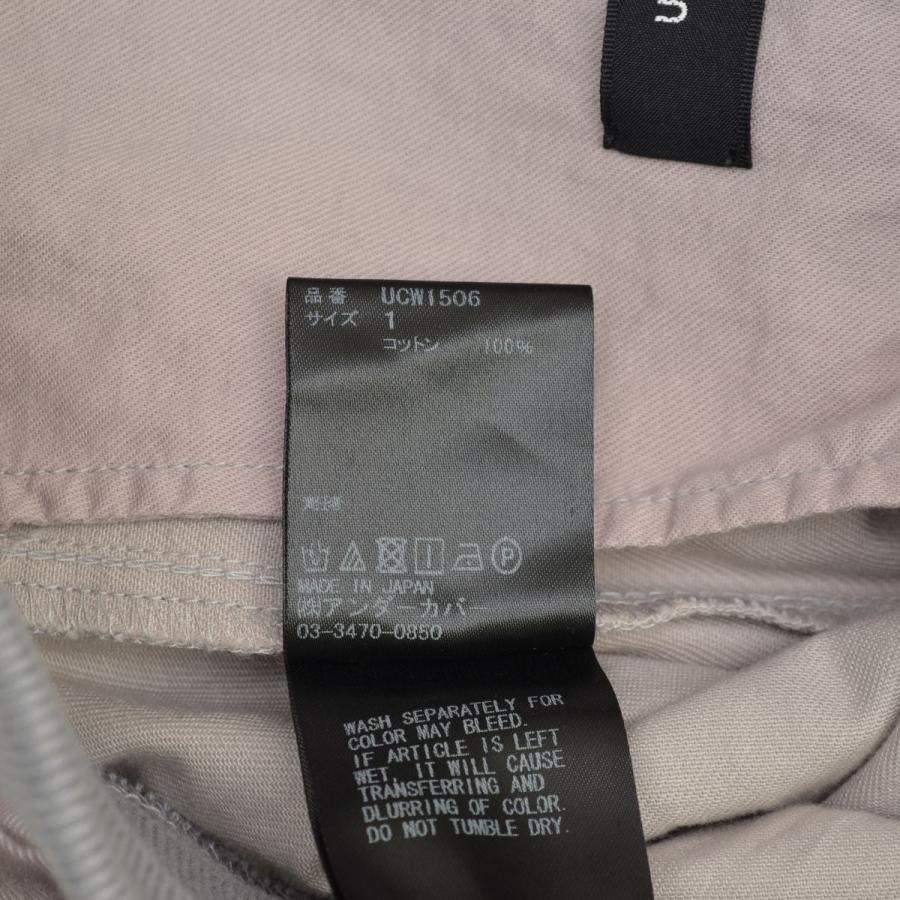 U
品番 UCW1506
サイズ 1
コットン 100%
MADE IN JAPAN
㈱アンダーカバー
03-3470-0850
WASH SEPARATELY FOR
COLOR MAY BLEED.
IF ARTICLE IS LEFT
WET, IT WILL CAUSE
TRANSFERRING AND
DLURRING OF COLOR.
DO NOT TUMBLE DRY.